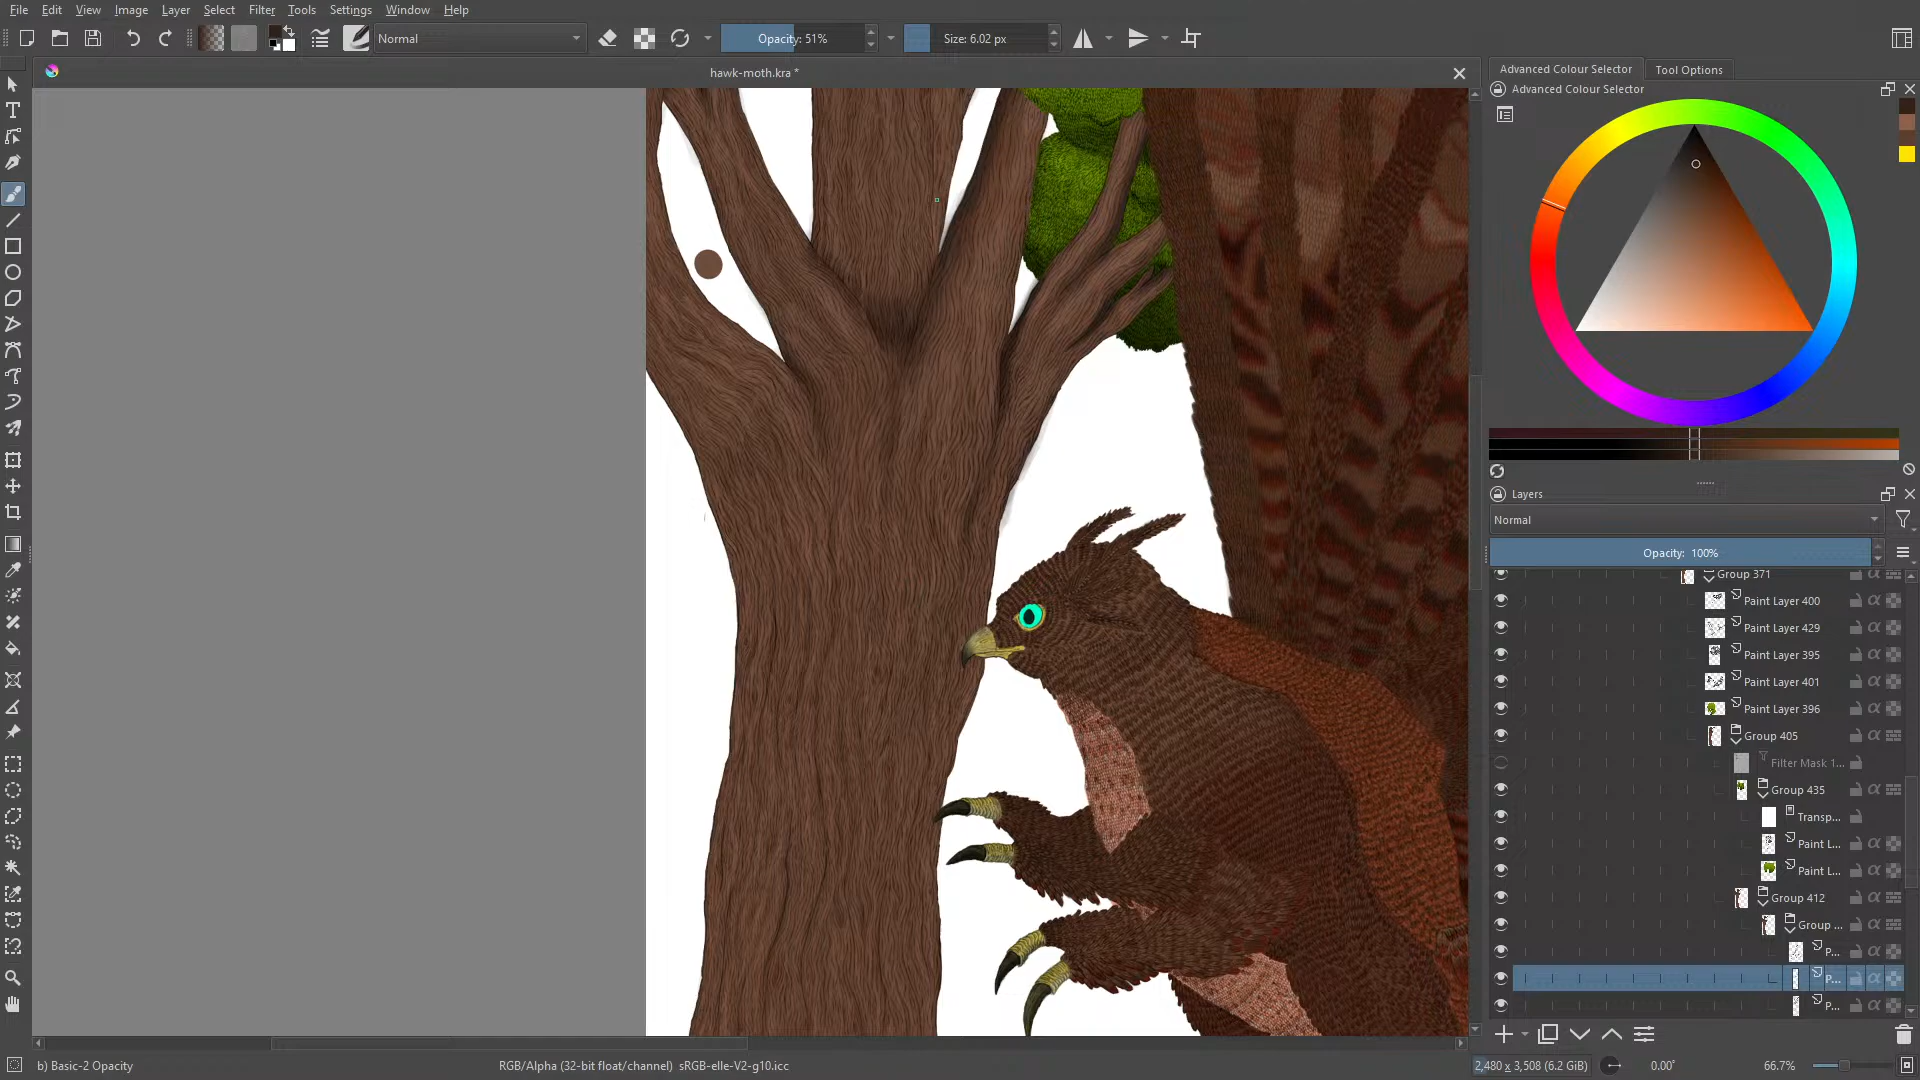 File Edit View Image Layer Select Filter Tools Settings Window Help
Normal
Opacity: 51%
Size: 6.02 px
hawk-moth.kra *
Advanced Colour Selector
Tool Options
Advanced Colour Selector
Layers
Normal
Opacity: 100%
Group 371
Paint Layer 400
Paint Layer 429
Paint Layer 395
Paint Layer 401
Paint Layer 396
Group 405
Filter Mask 1...
Group 435
Transp...
Paint L...
Paint L...
Group 412
Group ...
P...
P...
P...
b) Basic-2 Opacity
RGB/Alpha (32-bit float/channel) sRGB-elle-V2-g10.icc
2,480 x 3,508 (6.2 GiB)
0.00°
66.7%